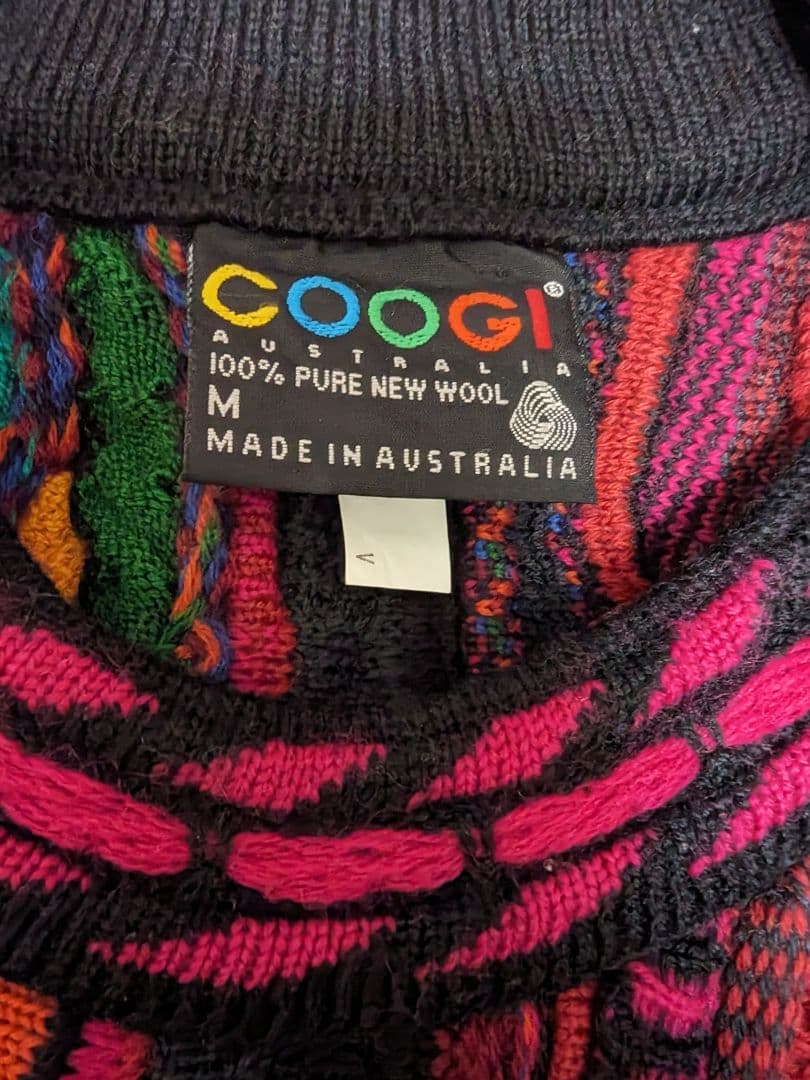 COOGI®
AUSTRALIA
100% PURE NEW WOOL
M
MADE IN AUSTRALIA
<